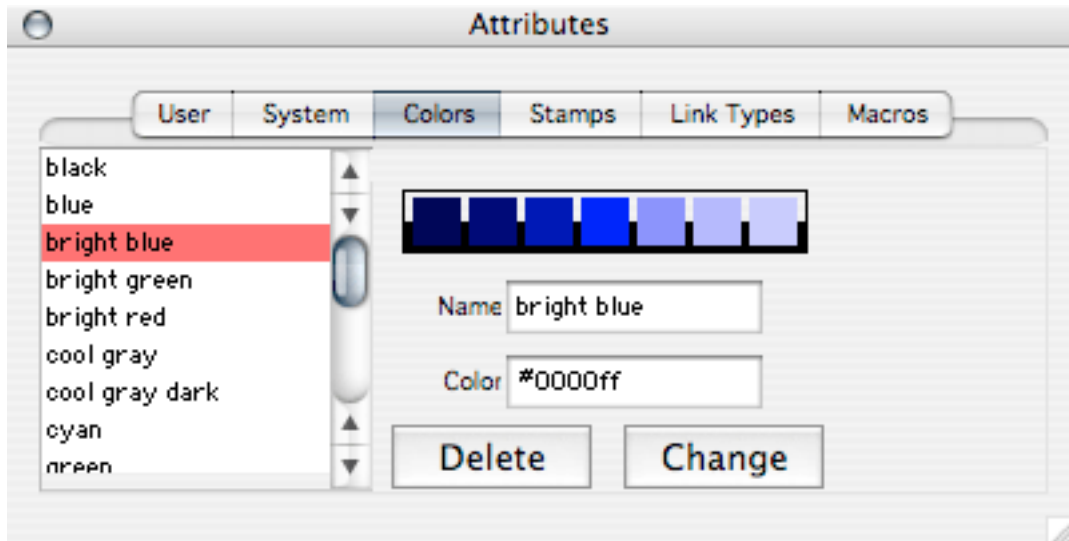 Attributes
User System Colors Stamps Link Types Macros
black
blue
bright blue
bright green
bright red
cool gray
cool gray dark
cyan
green
Name bright blue
Color #0000ff
Delete Change